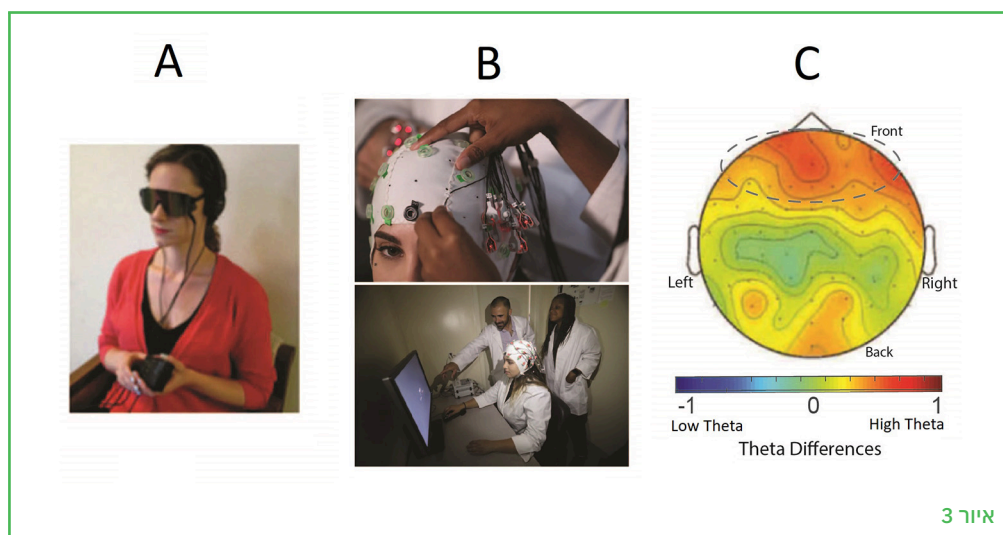 A
B
C
Front
Left
Right
Back
-1
0
1
Low Theta
High Theta
Theta Differences
איור 3